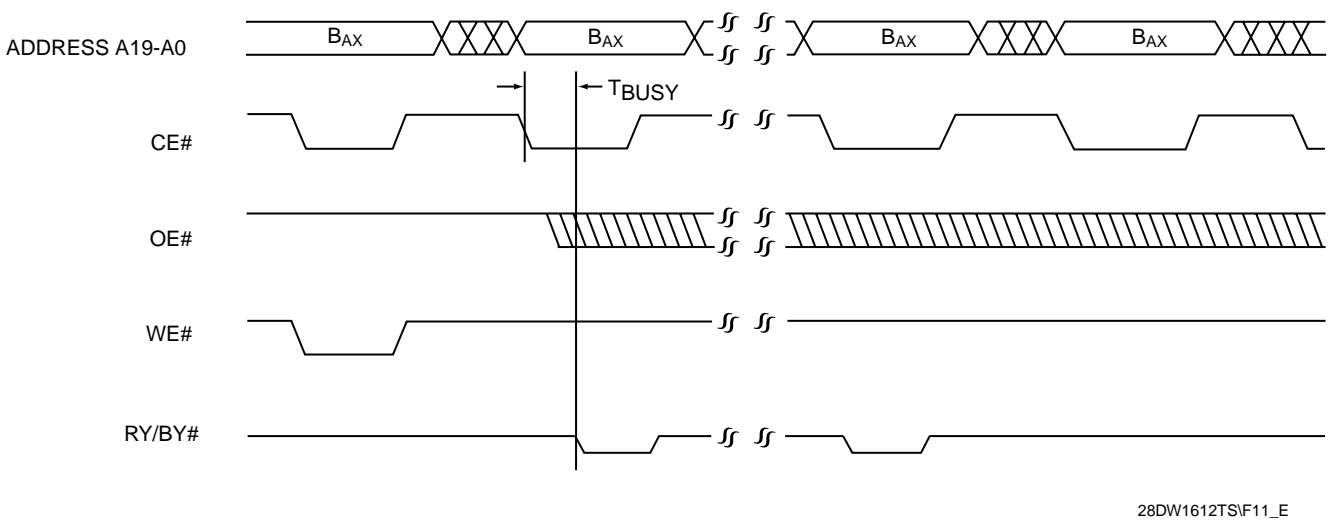 ADDRESS A19-A0
BAX BAX BAX BAX
TBUSY
CE#
OE#
WE#
RY/BY#
28DW1612TS\F11_E